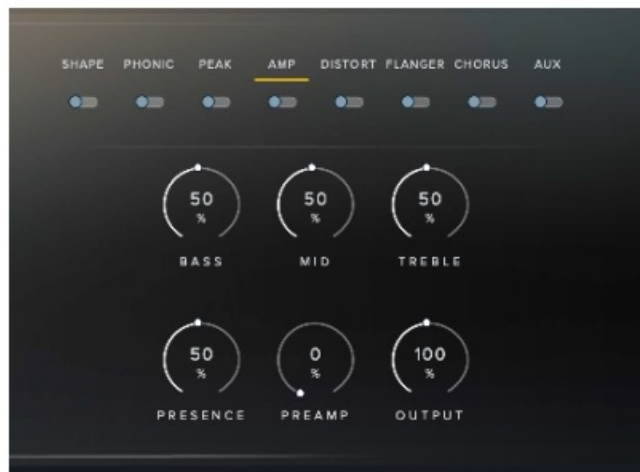 SHAPE PHONIC PEAK AMP DISTORT FLANGER CHORUS AUX
50 50 50
% % %
BASS MID TREBLE
50 0 100
% % %
PRESENCE PREAMP OUTPUT